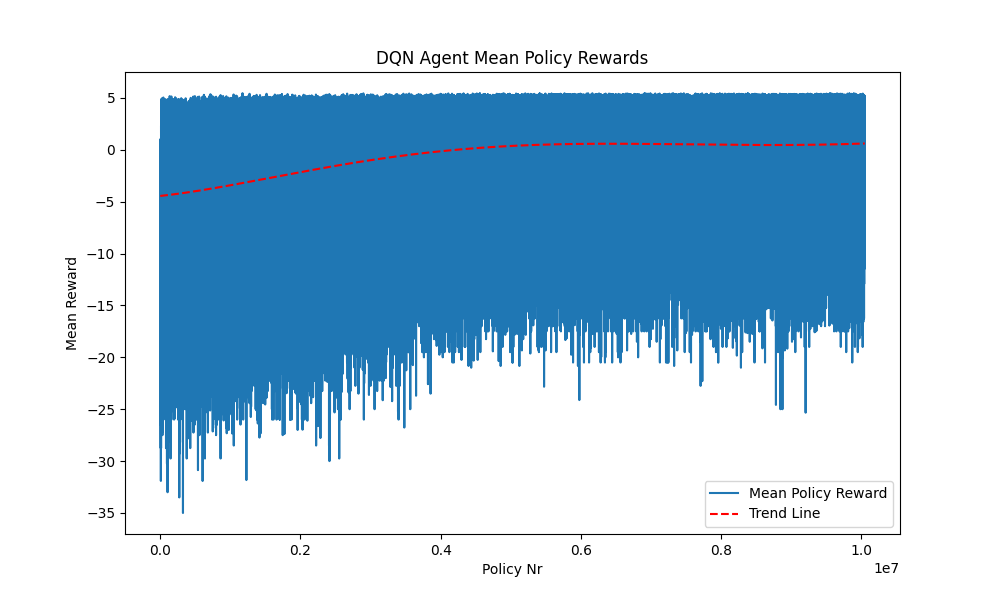 DQN Agent Mean Policy Rewards
Mean Reward
5
0
−5
−10
−15
−20
−25
−30
−35
0.0 0.2 0.4 0.6 0.8 1.0
1e7
Policy Nr
Mean Policy Reward
Trend Line